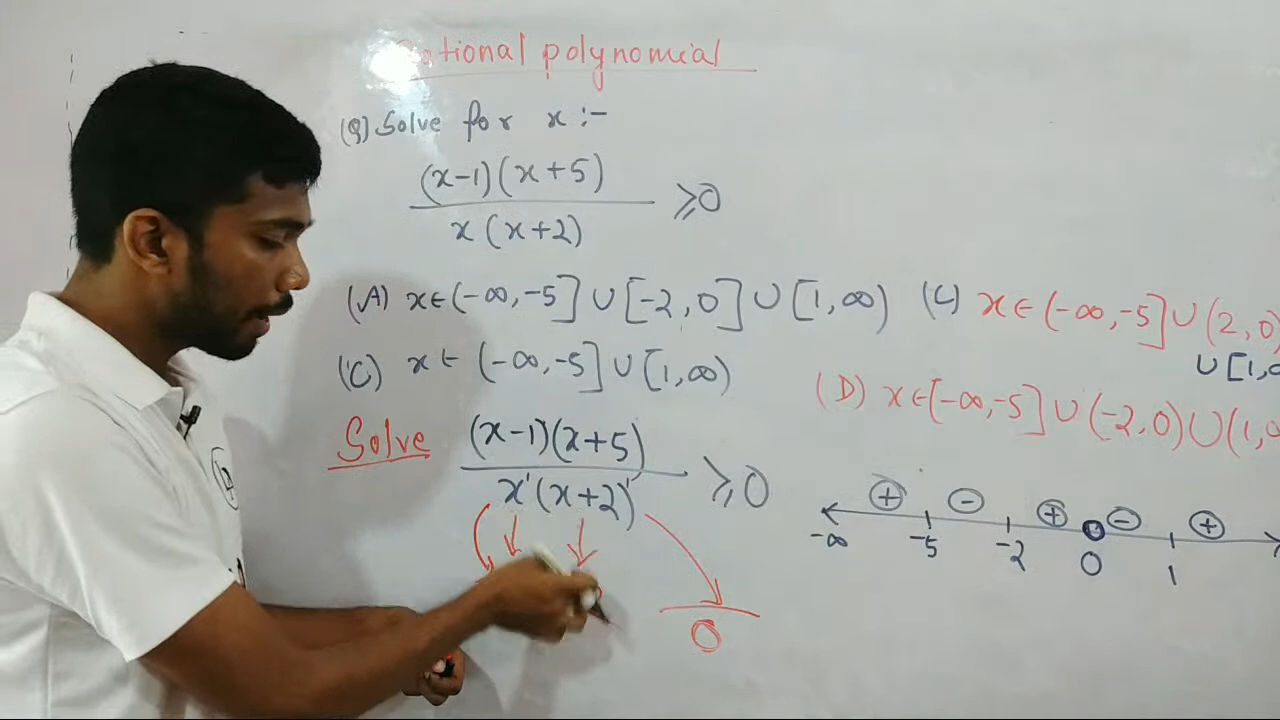 ational polynomial
(Q) Solve for x :-
(x-1)(x+5)
x(x+2)
≥0
(A) x∈(-∞,-5]∪[-2,0]∪[1,∞)
(C) x∈(-∞,-5]∪(2,0)
∪[1,
(C) x∈(-∞,-5]∪[1,∞)
(D) x∈[-∞,-5]∪(-2,0)∪(1,
Solve
(x-1)(x+5)
x'(x+2)'
≥0
+ - + - +
-∞ -5 -2 0 1
0